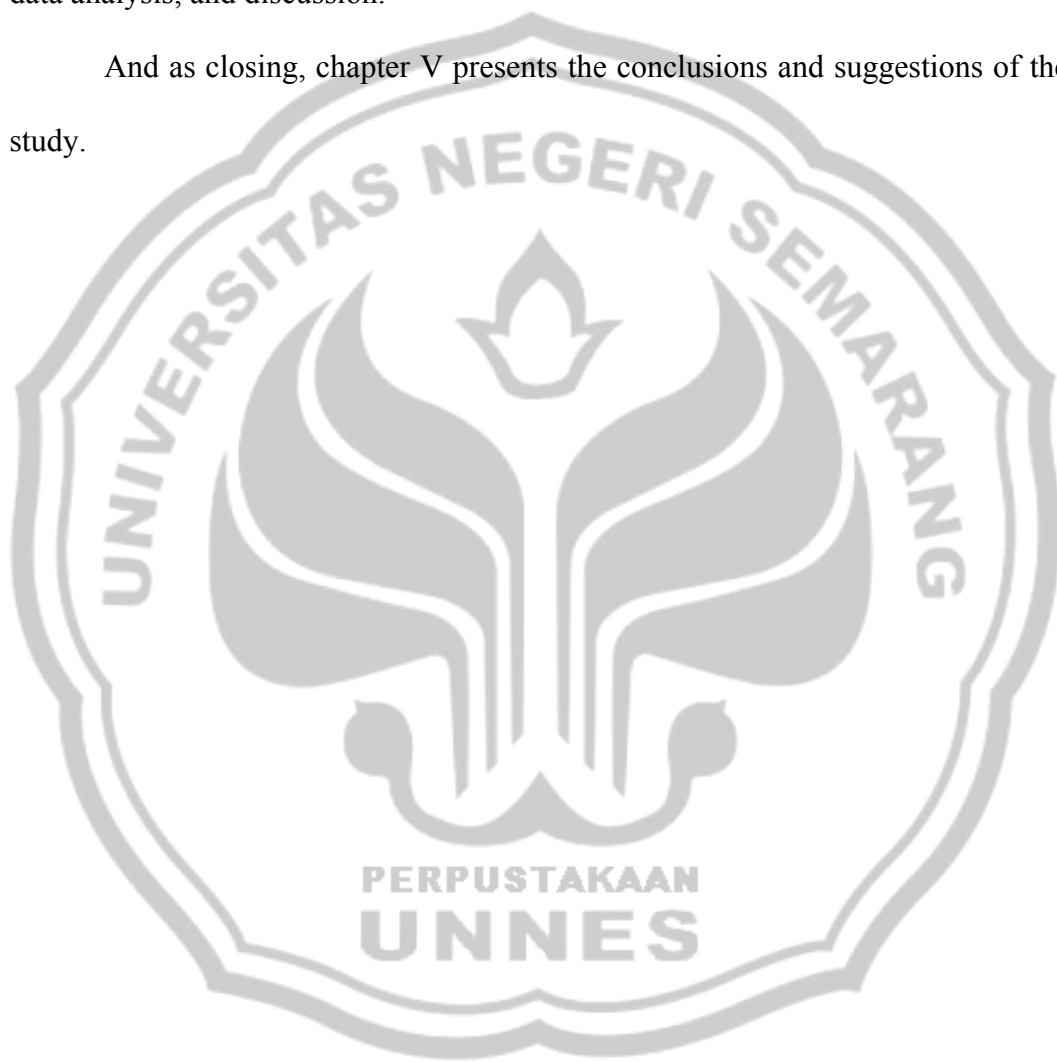 data analysis, and discussion.
And as closing, chapter V presents the conclusions and suggestions of the
study.
UNIVERSITAS NEGERI SEMARANG
PERPUSTAKAAN
UNNES